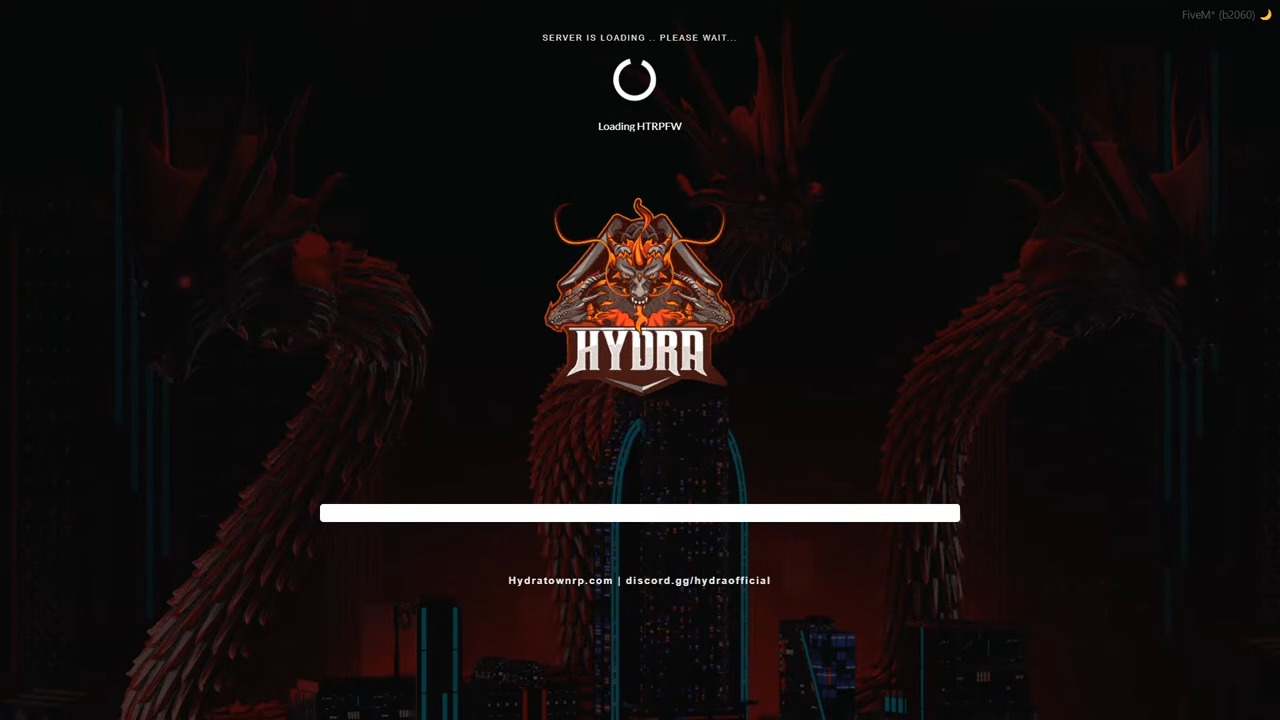 FiveM* (b2060) 🌙
SERVER IS LOADING .. PLEASE WAIT...
Loading HTRPFW
HYDRA
Hydratownrp.com | discord.gg/hydraofficial